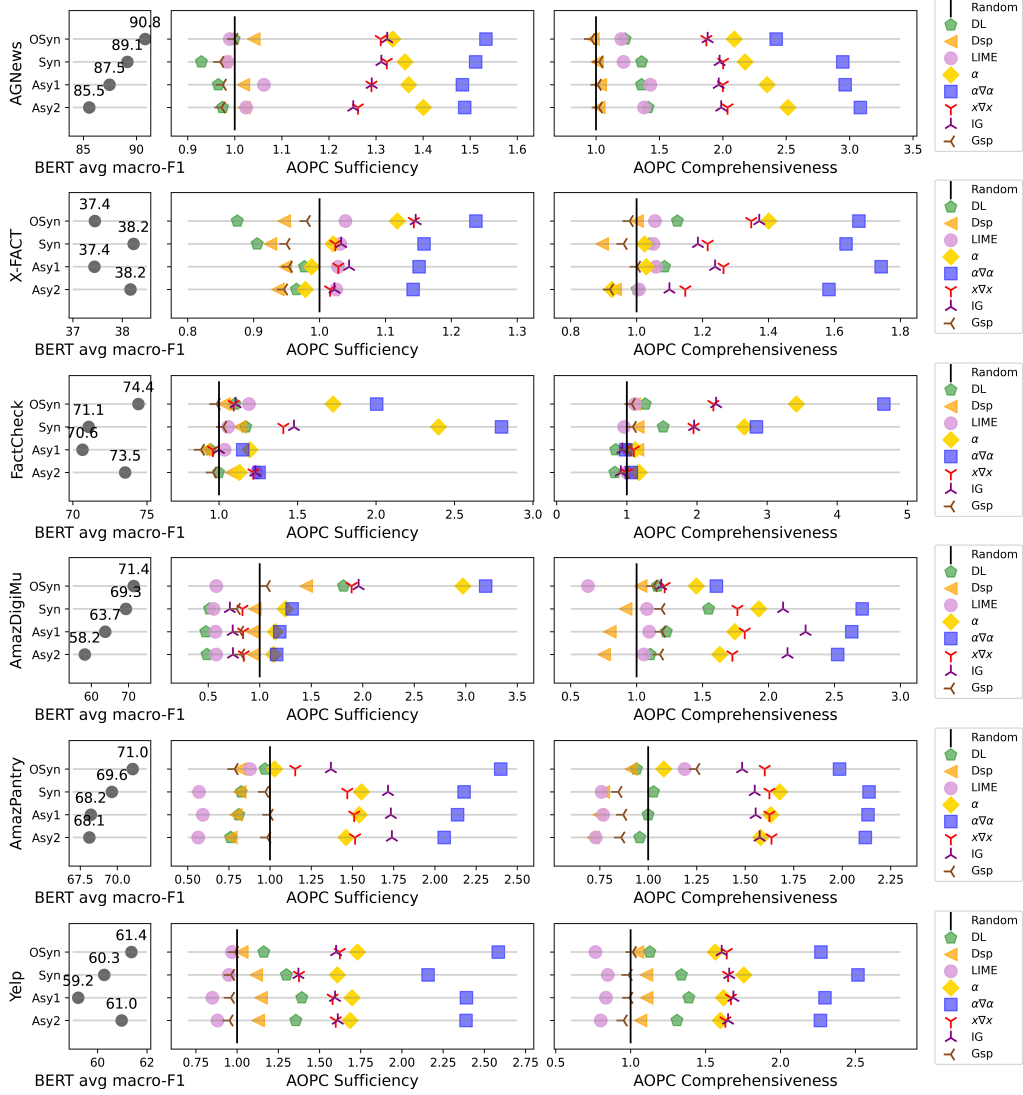 AGNews
OSyn
Syn
Asy1
Asy2
90.8
89.1
87.5
85.5
85 90
BERT avg macro-F1
0.9 1.0 1.1 1.2 1.3 1.4 1.5 1.6
AOPC Sufficiency
1.0 1.5 2.0 2.5 3.0 3.5
AOPC Comprehensiveness
Random
DL
Dsp
LIME
α
α∇α
x∇x
IG
Gsp
X-FACT
OSyn
Syn
Asy1
Asy2
37.4
38.2
37.4
38.2
37 38
BERT avg macro-F1
0.8 0.9 1.0 1.1 1.2 1.3
AOPC Sufficiency
0.8 1.0 1.2 1.4 1.6 1.8
AOPC Comprehensiveness
Random
DL
Dsp
LIME
α
α∇α
x∇x
IG
Gsp
FactCheck
OSyn
Syn
Asy1
Asy2
74.4
71.1
70.6
73.5
70 75
BERT avg macro-F1
1.0 1.5 2.0 2.5 3.0
AOPC Sufficiency
0 1 2 3 4 5
AOPC Comprehensiveness
Random
DL
Dsp
LIME
α
α∇α
x∇x
IG
Gsp
AmazDigiMu
OSyn
Syn
Asy1
Asy2
71.4
69.3
63.7
58.2
60 70
BERT avg macro-F1
0.5 1.0 1.5 2.0 2.5 3.0 3.5
AOPC Sufficiency
0.5 1.0 1.5 2.0 2.5 3.0
AOPC Comprehensiveness
Random
DL
Dsp
LIME
α
α∇α
x∇x
IG
Gsp
AmazPantry
OSyn
Syn
Asy1
Asy2
71.0
69.6
68.2
68.1
67.5 70.0
BERT avg macro-F1
0.50 0.75 1.00 1.25 1.50 1.75 2.00 2.25 2.50
AOPC Sufficiency
0.75 1.00 1.25 1.50 1.75 2.00 2.25
AOPC Comprehensiveness
Random
DL
Dsp
LIME
α
α∇α
x∇x
IG
Gsp
Yelp
OSyn
Syn
Asy1
Asy2
61.4
60.3
59.2
61.0
60 62
BERT avg macro-F1
0.75 1.00 1.25 1.50 1.75 2.00 2.25 2.50
AOPC Sufficiency
0.5 1.0 1.5 2.0 2.5
AOPC Comprehensiveness
Random
DL
Dsp
LIME
α
α∇α
x∇x
IG
Gsp